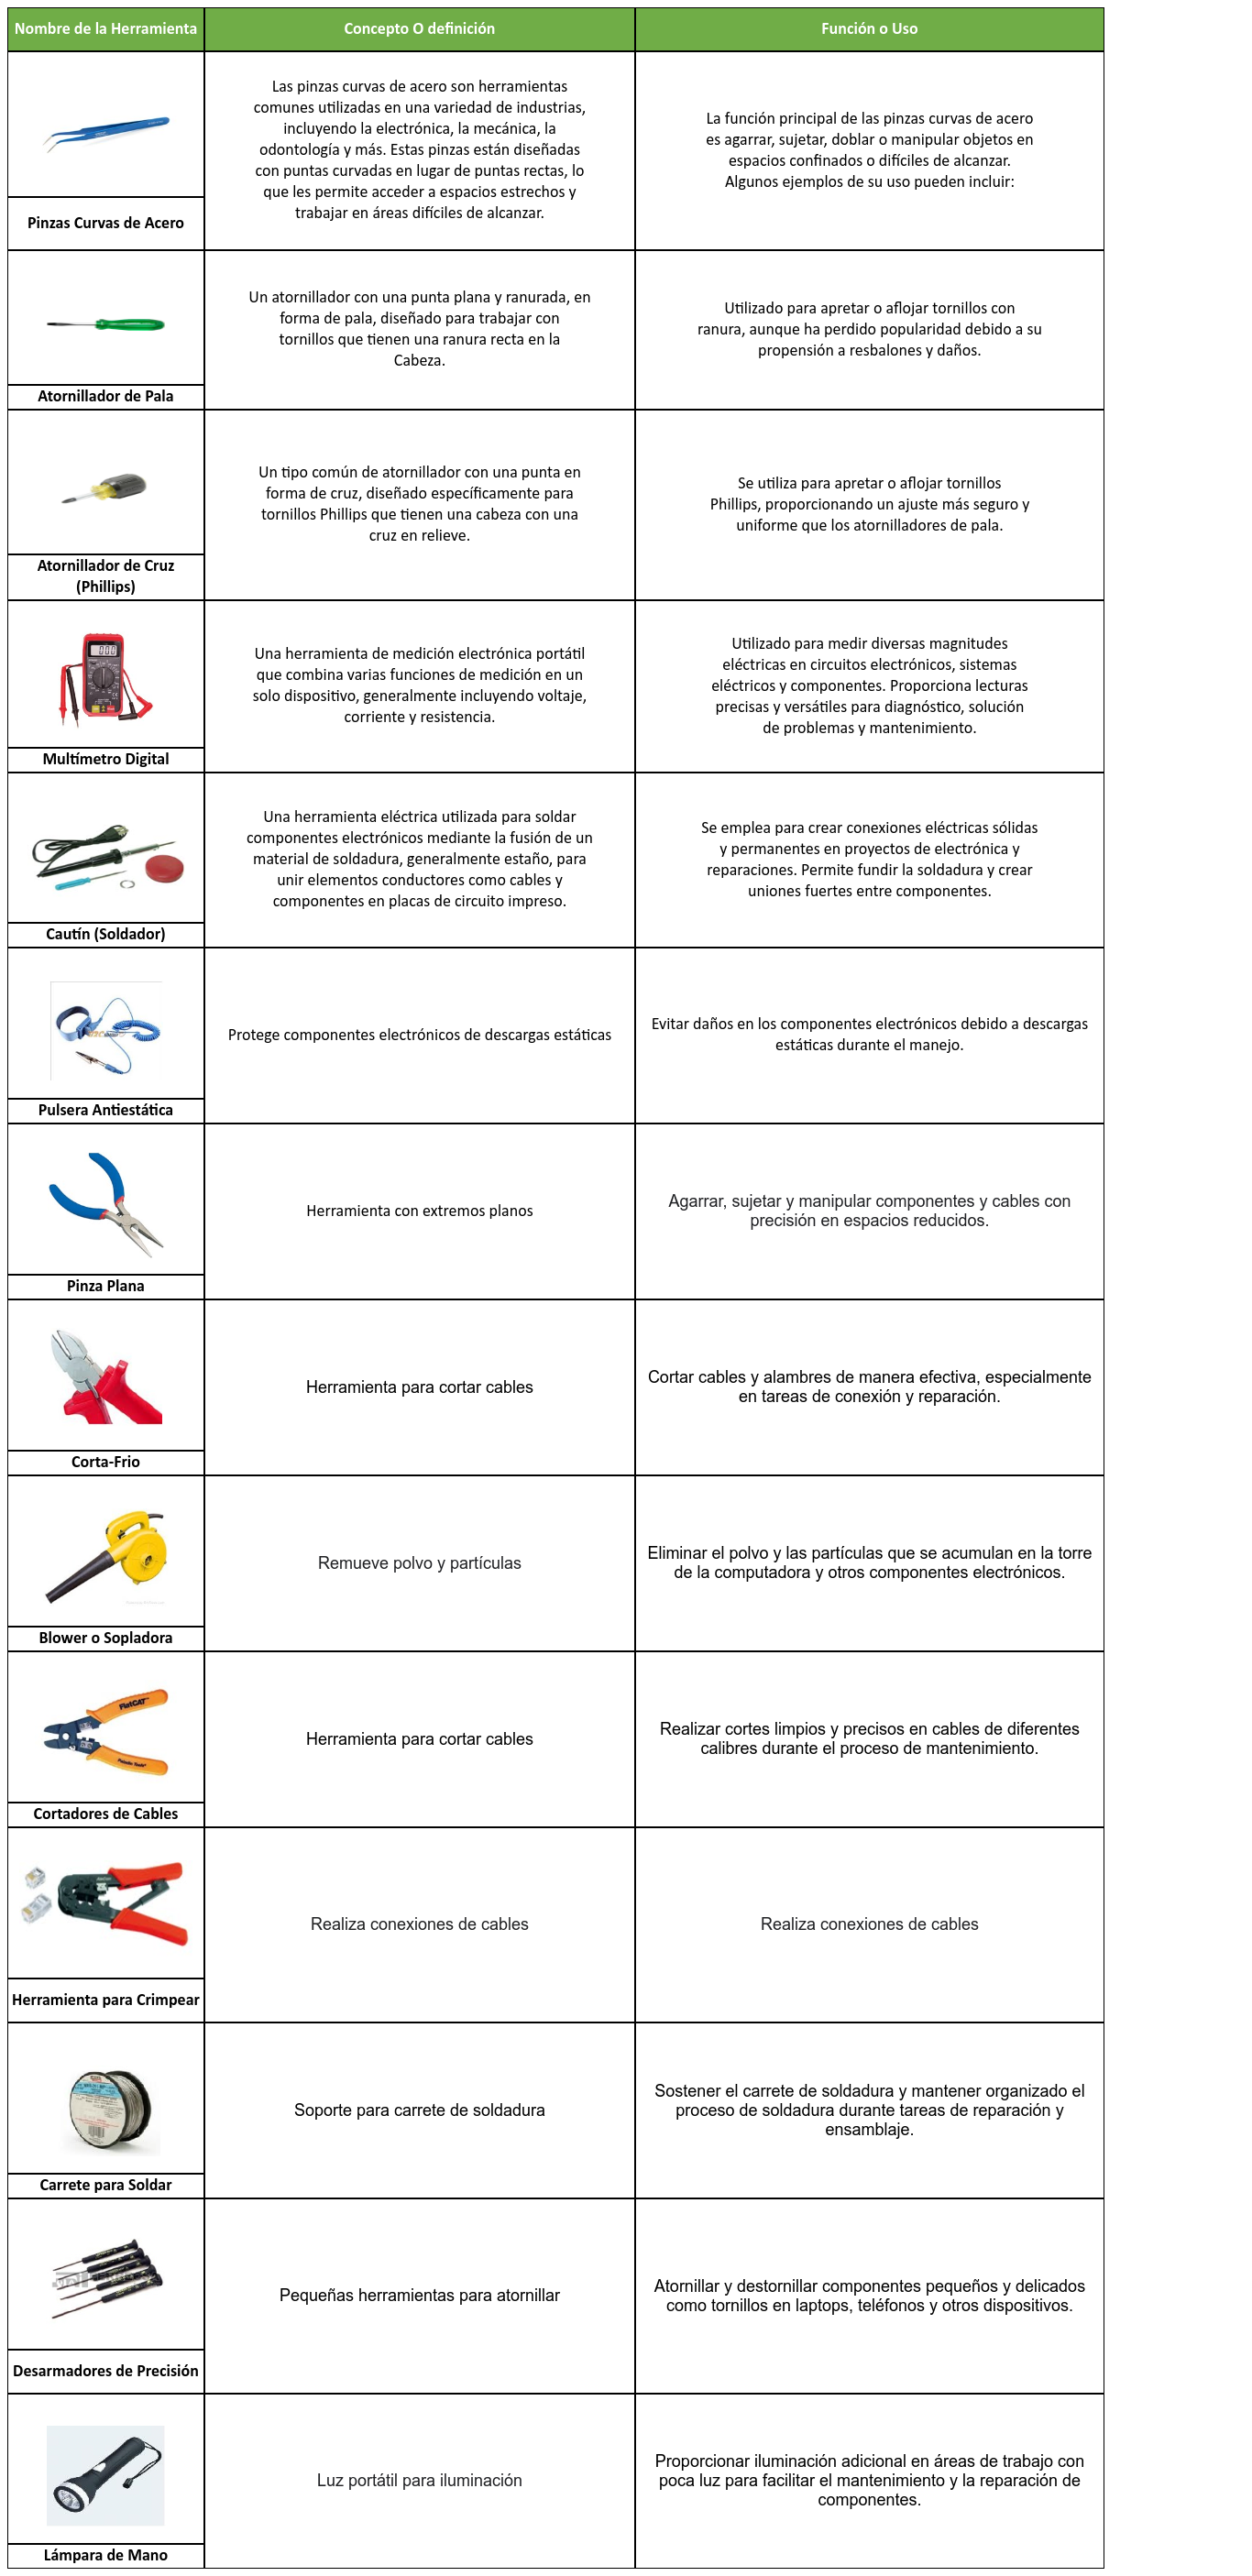 Nombre de la Herramienta
Concepto O definición
Función o Uso
Pinzas Curvas de Acero
Las pinzas curvas de acero son herramientas
comunes utilizadas en una variedad de industrias,
incluyendo la electrónica, la mecánica, la
odontología y más. Estas pinzas están diseñadas
con puntas curvadas en lugar de puntas rectas, lo
que les permite acceder a espacios estrechos y
trabajar en áreas difíciles de alcanzar.
La función principal de las pinzas curvas de acero
es agarrar, sujetar, doblar o manipular objetos en
espacios confinados o difíciles de alcanzar.
Algunos ejemplos de su uso pueden incluir:
Atornillador de Pala
Un atornillador con una punta plana y ranurada, en
forma de pala, diseñado para trabajar con
tornillos que tienen una ranura recta en la
Cabeza.
Utilizado para apretar o aflojar tornillos con
ranura, aunque ha perdido popularidad debido a su
propensión a resbalones y daños.
Atornillador de Cruz
(Phillips)
Un tipo común de atornillador con una punta en
forma de cruz, diseñado específicamente para
tornillos Phillips que tienen una cabeza con una
cruz en relieve.
Se utiliza para apretar o aflojar tornillos
Phillips, proporcionando un ajuste más seguro y
uniforme que los atornilladores de pala.
000
Multímetro Digital
Una herramienta de medición electrónica portátil
que combina varias funciones de medición en un
solo dispositivo, generalmente incluyendo voltaje,
corriente y resistencia.
Utilizado para medir diversas magnitudes
eléctricas en circuitos electrónicos, sistemas
eléctricos y componentes. Proporciona lecturas
precisas y versátiles para diagnóstico, solución
de problemas y mantenimiento.
Cautín (Soldador)
Una herramienta eléctrica utilizada para soldar
componentes electrónicos mediante la fusión de un
material de soldadura, generalmente estaño, para
unir elementos conductores como cables y
componentes en placas de circuito impreso.
Se emplea para crear conexiones eléctricas sólidas
y permanentes en proyectos de electrónica y
reparaciones. Permite fundir la soldadura y crear
uniones fuertes entre componentes.
Pulsera Antiestática
Protege componentes electrónicos de descargas estáticas
Evitar daños en los componentes electrónicos debido a descargas
estáticas durante el manejo.
Pinza Plana
Herramienta con extremos planos
Agarrar, sujetar y manipular componentes y cables con
precisión en espacios reducidos.
Corta-Frio
Herramienta para cortar cables
Cortar cables y alambres de manera efectiva, especialmente
en tareas de conexión y reparación.
Blower o Sopladora
Remueve polvo y partículas
Eliminar el polvo y las partículas que se acumulan en la torre
de la computadora y otros componentes electrónicos.
FlatCAT
Paladin Tools
Cortadores de Cables
Herramienta para cortar cables
Realizar cortes limpios y precisos en cables de diferentes
calibres durante el proceso de mantenimiento.
Herramienta para Crimpear
Realiza conexiones de cables
Realiza conexiones de cables
Carrete para Soldar
Soporte para carrete de soldadura
Sostener el carrete de soldadura y mantener organizado el
proceso de soldadura durante tareas de reparación y
ensamblaje.
Desarmadores de Precisión
Pequeñas herramientas para atornillar
Atornillar y destornillar componentes pequeños y delicados
como tornillos en laptops, teléfonos y otros dispositivos.
Lámpara de Mano
Luz portátil para iluminación
Proporcionar iluminación adicional en áreas de trabajo con
poca luz para facilitar el mantenimiento y la reparación de
componentes.